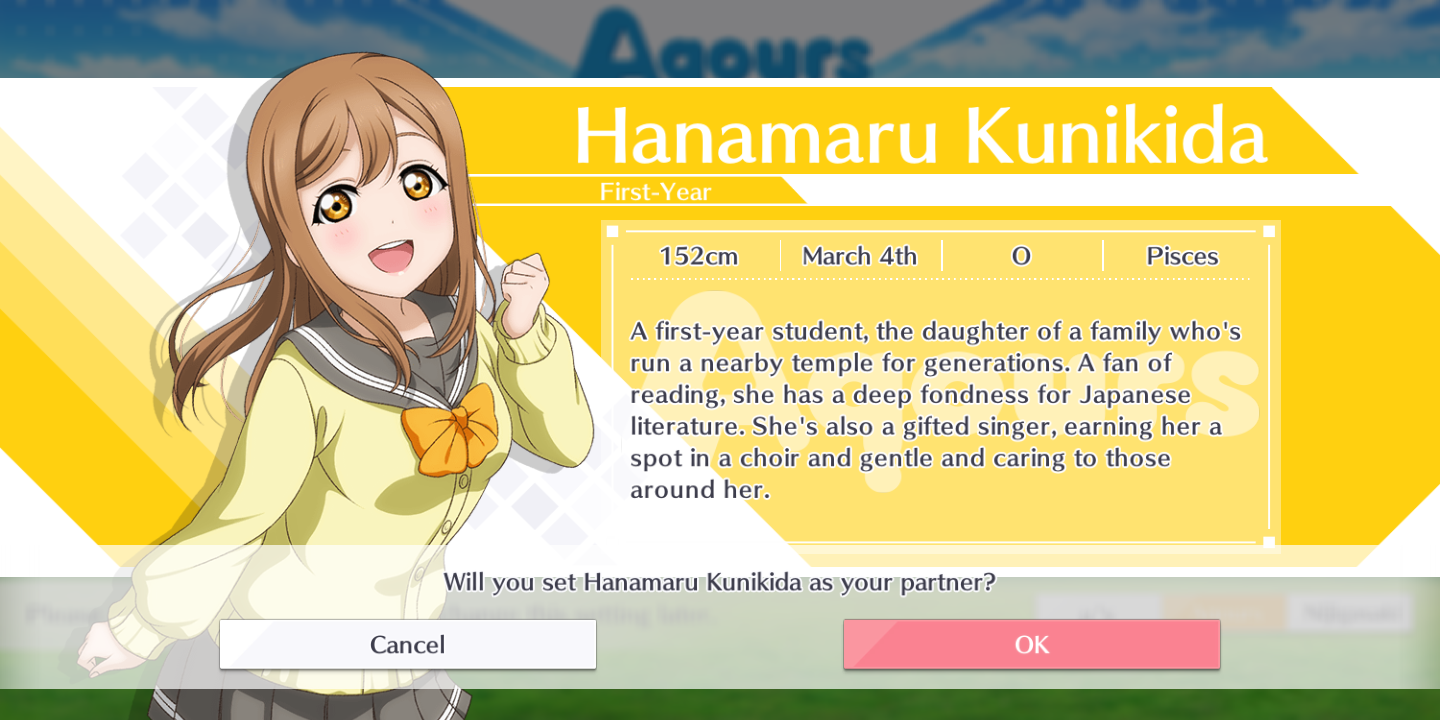 Aqours
Hanamaru Kunikida
First-Year
152cm
March 4th
O
Pisces
Aqours
A first-year student, the daughter of a family who's
run a nearby temple for generations. A fan of
reading, she has a deep fondness for Japanese
literature. She's also a gifted singer, earning her a
spot in a choir and gentle and caring to those
around her.
Will you set Hanamaru Kunikida as your partner?
Cancel
OK